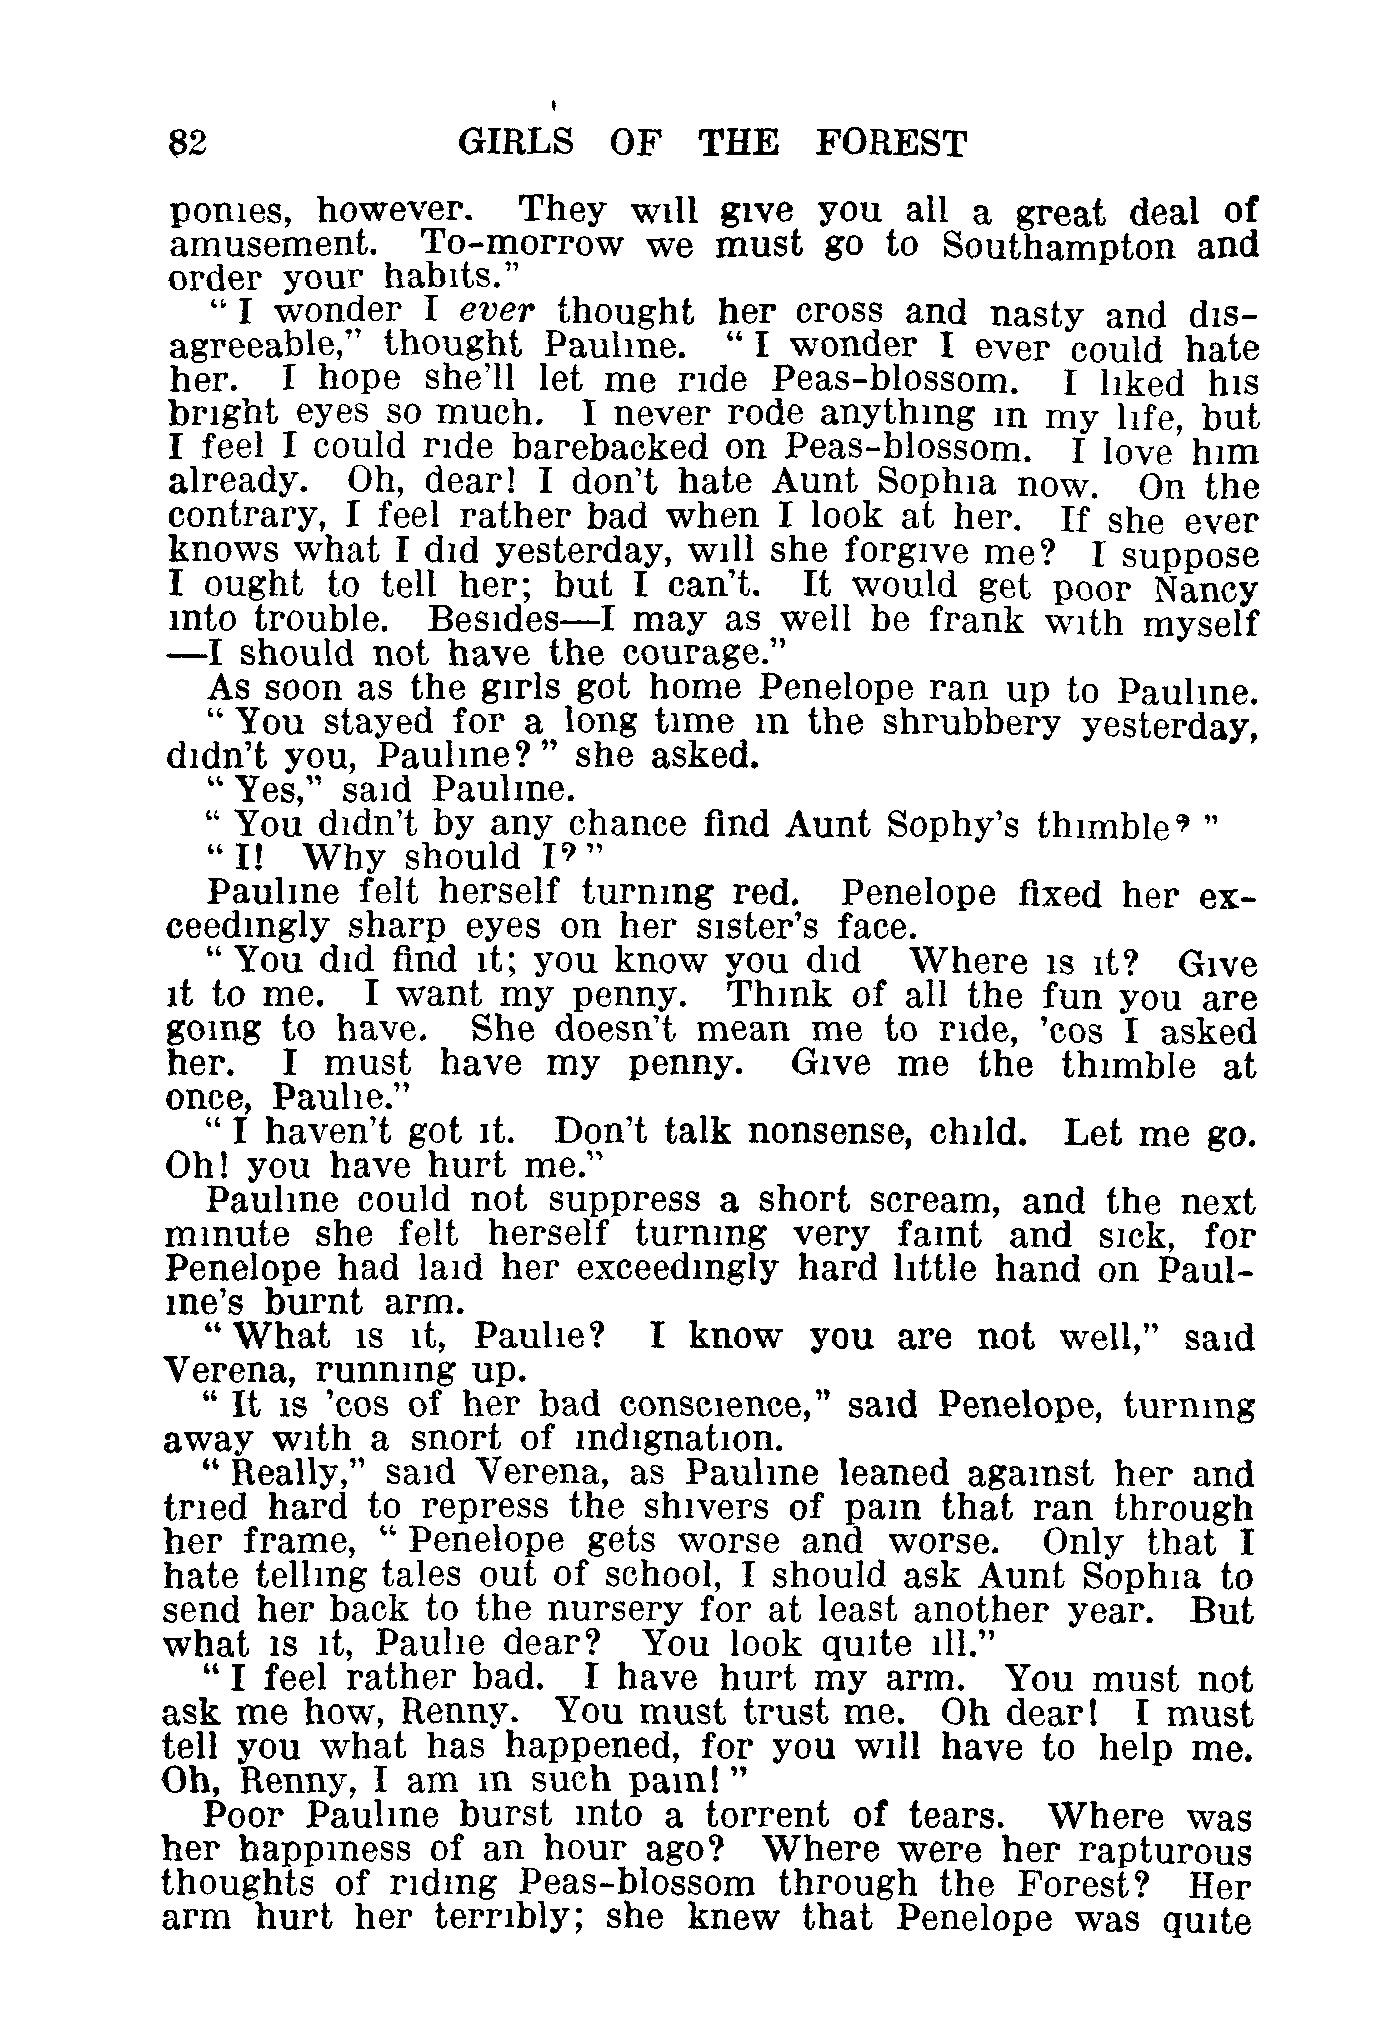 82 GIRLS OF THE FOREST
ponies, however. They will give you all a great deal of
amusement. To-morrow we must go to Southampton and
order your habits."
"I wonder I ever thought her cross and nasty and dis-
agreeable," thought Pauline. "I wonder I ever could hate
her. I hope she'll let me ride Peas-blossom. I liked his
bright eyes so much. I never rode anything in my life, but
I feel I could ride barebacked on Peas-blossom. I love him
already. Oh, dear! I don't hate Aunt Sophia now. On the
contrary, I feel rather bad when I look at her. If she ever
knows what I did yesterday, will she forgive me? I suppose
I ought to tell her; but I can't. It would get poor Nancy
into trouble. Besides—I may as well be frank with myself
—I should not have the courage."
As soon as the girls got home Penelope ran up to Pauline.
"You stayed for a long time in the shrubbery yesterday,
didn't you, Pauline?" she asked.
"Yes," said Pauline.
"You didn't by any chance find Aunt Sophy's thimble?"
"I! Why should I?"
Pauline felt herself turning red. Penelope fixed her ex-
ceedingly sharp eyes on her sister's face.
"You did find it; you know you did Where is it? Give
it to me. I want my penny. Think of all the fun you are
going to have. She doesn't mean me to ride, 'cos I asked
her. I must have my penny. Give me the thimble at
once, Paulie."
"I haven't got it. Don't talk nonsense, child. Let me go.
Oh! you have hurt me."
Pauline could not suppress a short scream, and the next
minute she felt herself turning very faint and sick, for
Penelope had laid her exceedingly hard little hand on Paul-
ine's burnt arm.
"What is it, Paulie? I know you are not well," said
Verena, running up.
"It is 'cos of her bad conscience," said Penelope, turning
away with a snort of indignation.
"Really," said Verena, as Pauline leaned against her and
tried hard to repress the shivers of pain that ran through
her frame, "Penelope gets worse and worse. Only that I
hate telling tales out of school, I should ask Aunt Sophia to
send her back to the nursery for at least another year. But
what is it, Paulie dear? You look quite ill."
"I feel rather bad. I have hurt my arm. You must not
ask me how, Renny. You must trust me. Oh dear! I must
tell you what has happened, for you will have to help me.
Oh, Renny, I am in such pain!"
Poor Pauline burst into a torrent of tears. Where was
her happiness of an hour ago? Where were her rapturous
thoughts of riding Peas-blossom through the Forest? Her
arm hurt her terribly; she knew that Penelope was quite